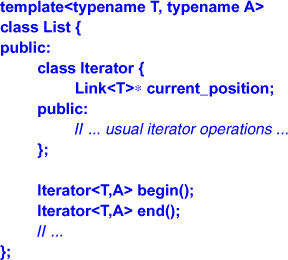 template<typename T, typename A>
class List {
public:
class Iterator {
Link<T>* current_position;
public:
// ... usual iterator operations ...
};
Iterator<T,A> begin();
Iterator<T,A> end();
// ...
};